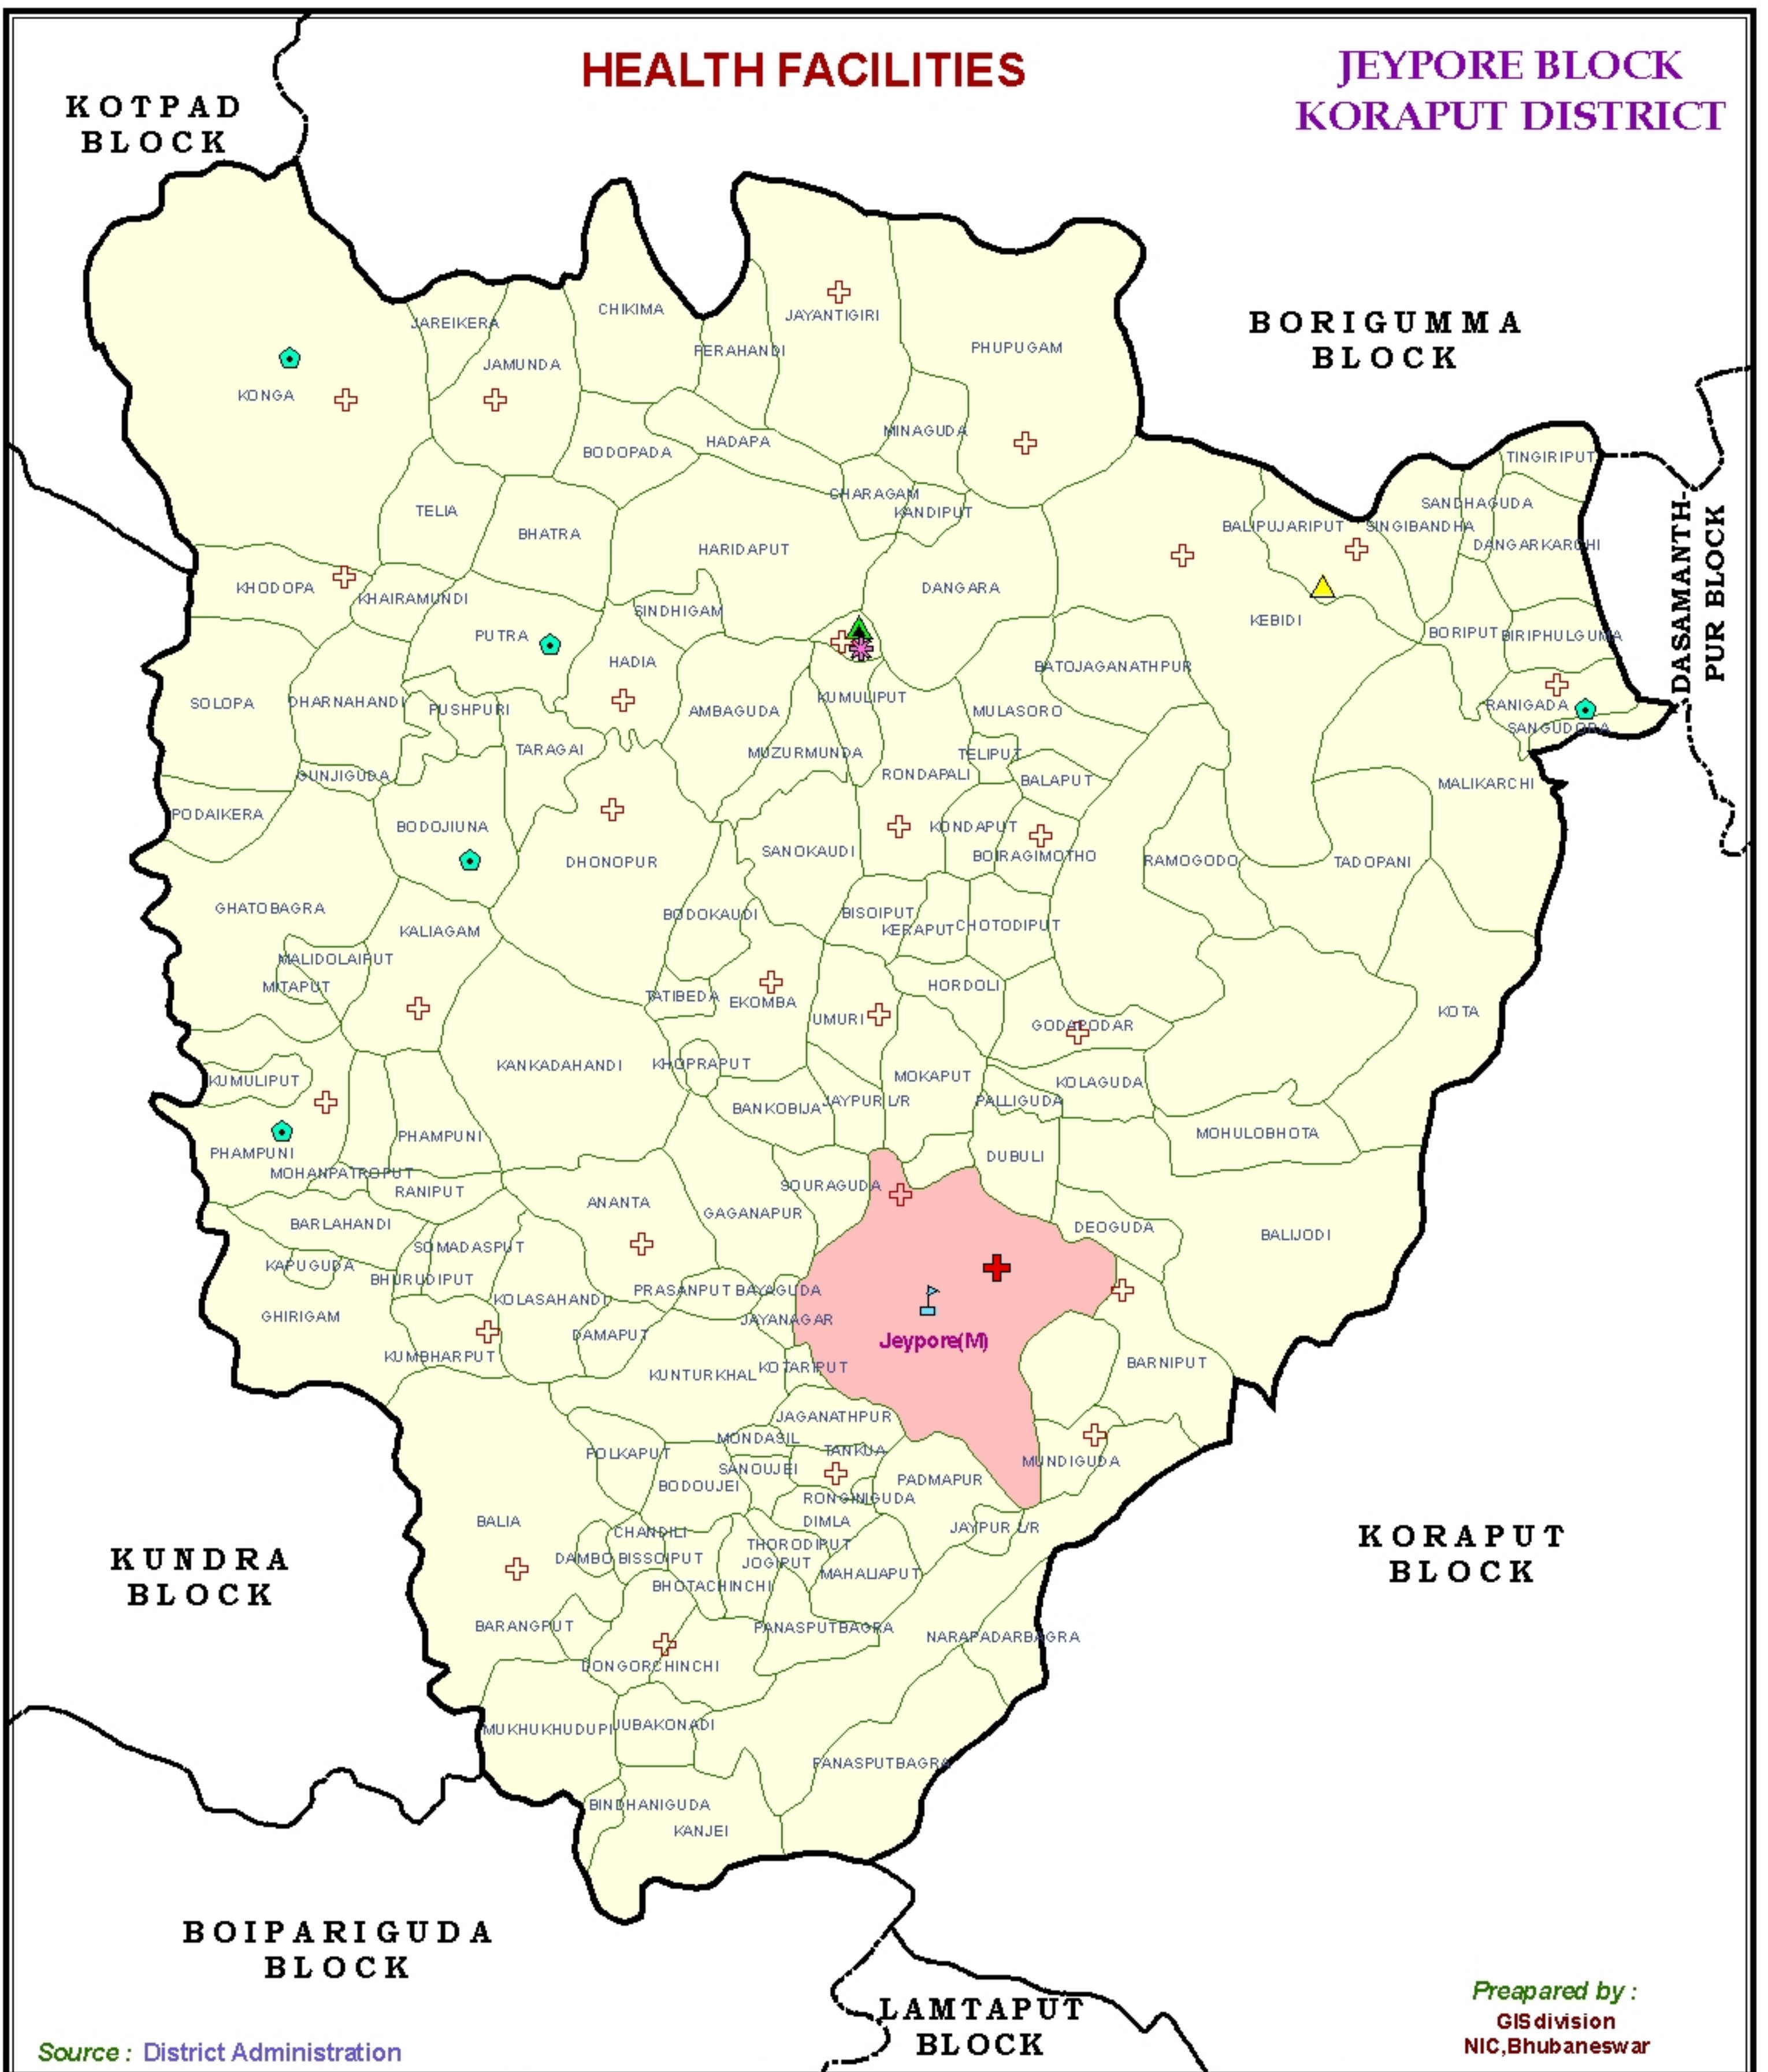 HEALTH FACILITIES
JEYPORE BLOCK
KORAPUT DISTRICT
KOTPAD
BLOCK
BORIGUMMA
BLOCK
DASAMANTH-
PUR BLOCK
JAREIKERA
CHIKIMA
JAYANTIGIRI
PERAHANDI
PHUPUGAM
JAMUNDA
KONGA
MINAGUDA
HADAPA
BODOPADA
TINGIRIPUT
CHARAGAM
SANDHAGUDA
TELIA
KANDIPUT
BALIPUJARIPUT
SINGIBANDHA
BHATRA
HARIDAPUT
DANGARKARCHI
KHODOPA
DANGARA
KHAIRAMUNDI
SINDHIGAM
KEBIDI
PUTRA
BORIPUT
BIRIPHULGUMA
HADIA
BATOJAGANATHPUR
SOLOPA
DHARNAHANDI
PUSHPURI
AMBAGUDA
KUMULIPUT
MULASORO
RANIGADA
SANGUDORA
TARAGAI
MUZURMUNDA
TELIPUT
GUNJIGUDA
RONDAPALI
BALAPUT
MALIKARCHI
PODAIKERA
BODOJIUNA
KONDAPUT
DHONOPUR
SANOKAUDI
BOIRAGIMOTHO
RAMOGODO
TADOPANI
GHATOBAGRA
BODOKAUDI
BISOIPUT
KALIAGAM
KERAPUT
CHOTODIPUT
MALIDOLAIPUT
MITAPUT
HORDOLI
TATIBEDA
EKOMBA
UMURI
GODAPODAR
KOTA
KANKADAHANDI
KHOPRAPUT
KUMULIPUT
MOKAPUT
KOLAGUDA
BANKOBIJA
JAYPUR L/R
PALLIGUDA
PHAMPUNI
MOHULOBHOTA
PHAMPUNI
DUBULI
MOHANPATROPUT
RANIPUT
SOURAGUDA
ANANTA
GAGANAPUR
BARLAHANDI
DEOGUDA
BALIJODI
SOMADASPUT
KAPUGUDA
BHURUDIPUT
PRASANPUT
BAYAGUDA
KOLASAHANDI
GHIRIGAM
JAYANAGAR
DAMAPUT
Jeypore(M)
KUMBHARPUT
KOTARIPUT
BARNIPUT
KUNTURKHAL
JAGANATHPUR
MONDASIL
POLKAPUT
TANKUA
MUNDIGUDA
SANOUJEI
BODOUJEI
PADMAPUR
RONGINIGUDA
BALIA
DIMLA
JAYPUR L/R
CHANDILI
THORODIPUT
DAMBO BISSOIPUT
JOGIPUT
MAHALIAPUT
BHOTACHINCHI
KUNDRA
BLOCK
KORAPUT
BLOCK
BARANGPUT
PANASPUTBAGRA
NARAPADARBAGRA
DONGORCHINCHI
MUKHUKHUDUPI
JUBAKONADI
PANASPUTBAGRA
BINDHANIGUDA
KANJEI
BOIPARIGUDA
BLOCK
LAMTAPUT
BLOCK
Preapared by :
GIS division
NIC,Bhubaneswar
Source : District Administration